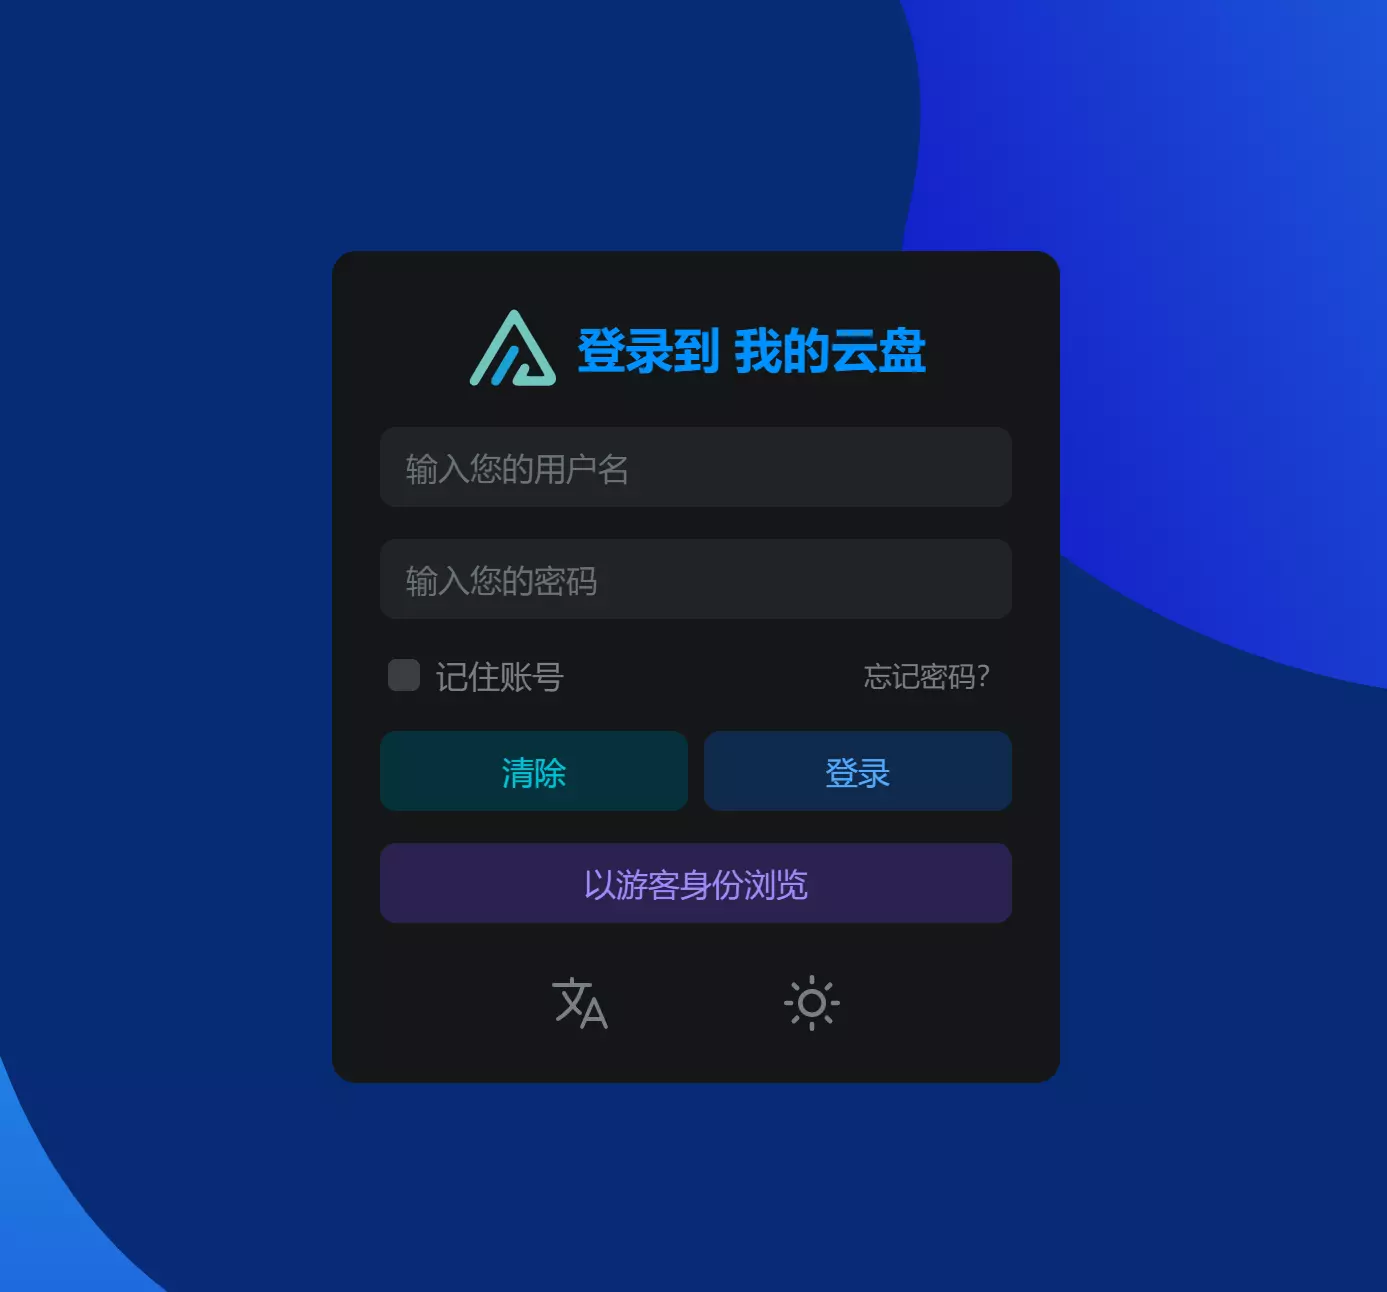 登录到 我的云盘
输入您的用户名
输入您的密码
记住账号 忘记密码?
清除 登录
以游客身份浏览